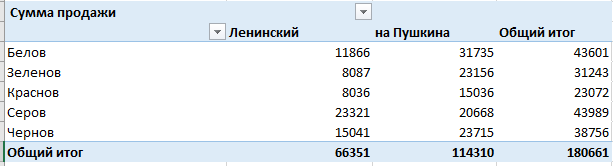 Сумма продажи
Ленинский на Пушкина Общий итог
Белов 11866 31735 43601
Зеленов 8087 23156 31243
Краснов 8036 15036 23072
Серов 23321 20668 43989
Чернов 15041 23715 38756
Общий итог 66351 114310 180661